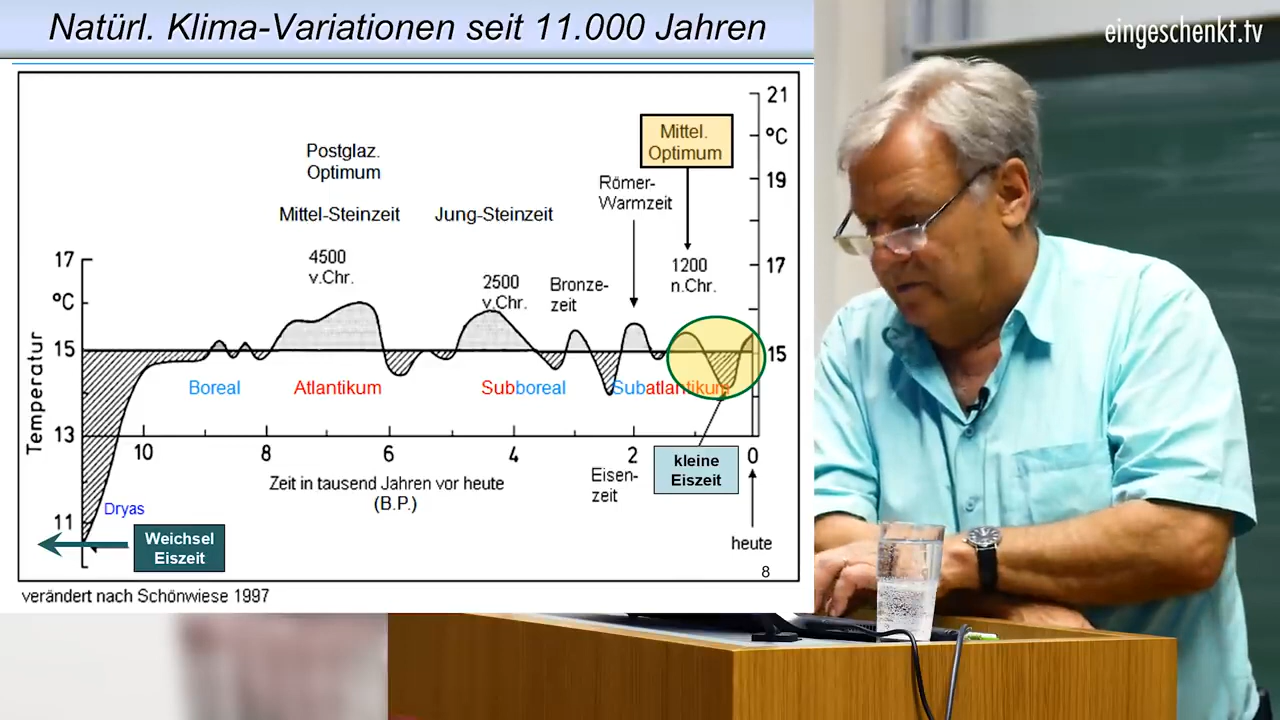 Natürl. Klima-Variationen seit 11.000 Jahren
eingeschenkt.tv
21
°C
19
17
15
Mittel.
Optimum
Postglaz.
Optimum
Römer-
Warmzeit
Mittel-Steinzeit
Jung-Steinzeit
4500
v.Chr.
2500
v.Chr.
Bronze-
zeit
1200
n.Chr.
17
°C
15
13
11
Temperatur
Boreal
Atlantikum
Subboreal
Subatlantikum
10
8
6
4
2
0
Zeit in tausend Jahren vor heute
(B.P.)
Eisen-
zeit
kleine
Eiszeit
Dryas
Weichsel
Eiszeit
heute
8
verändert nach Schönwiese 1997